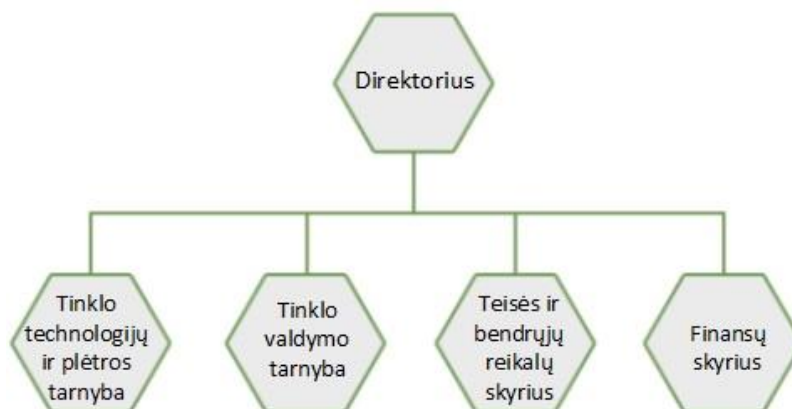 Direktorius
Tinklo
technologijų
ir plėtros
tarnyba
Tinklo
valdymo
tarnyba
Teisės ir
bendrųjų
reikalų
skyrius
Finansų
skyrius